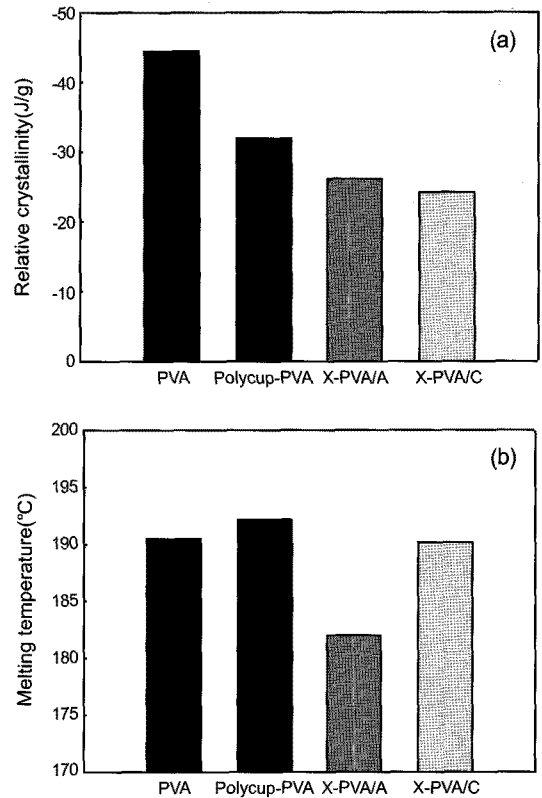 (a)
Relative crystallinity(J/g)
-50
-40
-30
-20
-10
0
PVA Polycup-PVA X-PVA/A X-PVA/C
(b)
Melting temperature(°C)
200
195
190
185
180
175
170
PVA Polycup-PVA X-PVA/A X-PVA/C